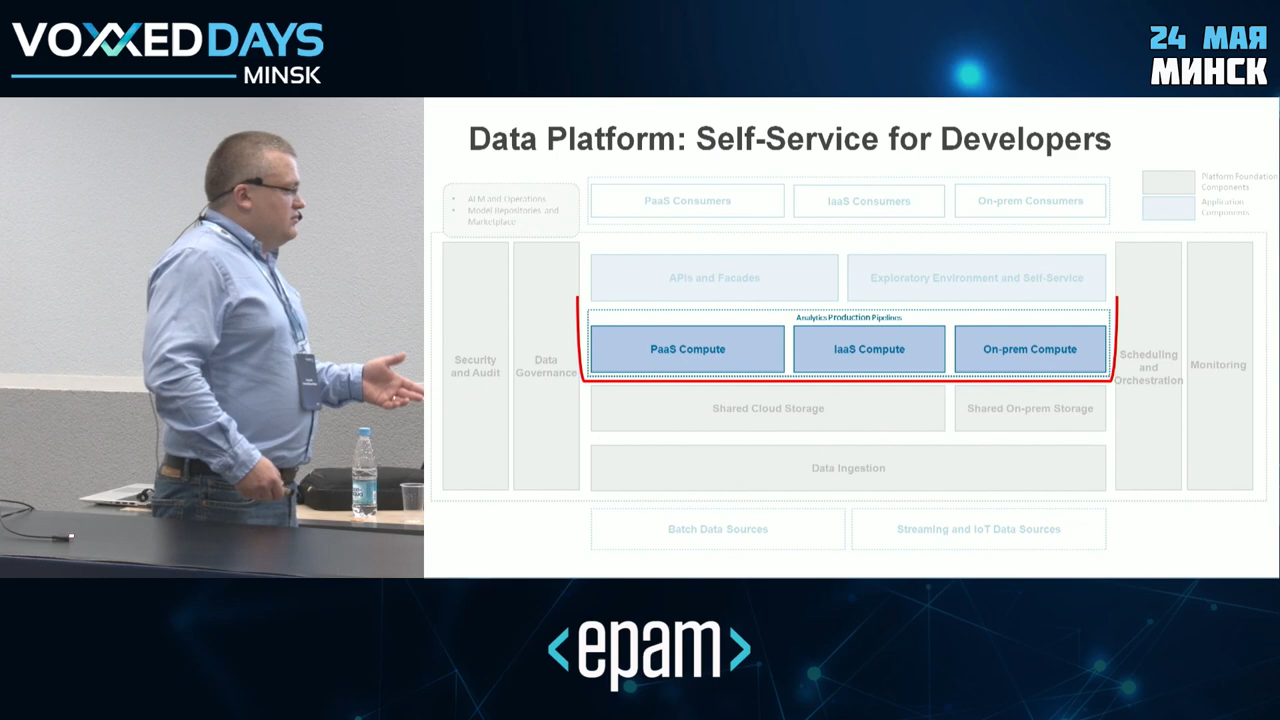 VOXXED DAYS
MINSK
24 МАЯ
МИНСК
Data Platform: Self-Service for Developers
• ALM and Operations
• Model Repositories and
Marketplace
PaaS Consumers
IaaS Consumers
On-prem Consumers
Platform Foundation
Components
Application
Components
APIs and Facades
Exploratory Environment and Self-Service
Analytics Production Pipelines
PaaS Compute
IaaS Compute
On-prem Compute
Security
and Audit
Data
Governance
Scheduling
and
Orchestration
Monitoring
Shared Cloud Storage
Shared On-prem Storage
Data Ingestion
Batch Data Sources
Streaming and IoT Data Sources
<epam>